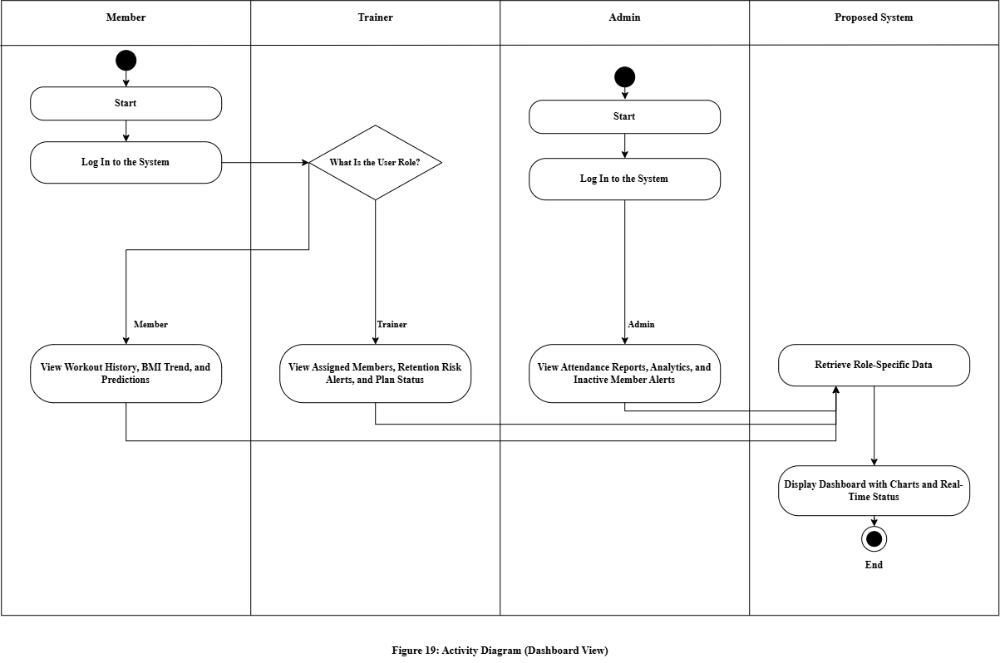 Member
Trainer
Admin
Proposed System
Start
Start
Log In to the System
What Is the User Role?
Log In to the System
Member
Trainer
Admin
View Workout History, BMI Trend, and
Predictions
View Assigned Members, Retention Risk
Alerts, and Plan Status
View Attendance Reports, Analytics, and
Inactive Member Alerts
Retrieve Role-Specific Data
Display Dashboard with Charts and Real-
Time Status
End
Figure 19: Activity Diagram (Dashboard View)